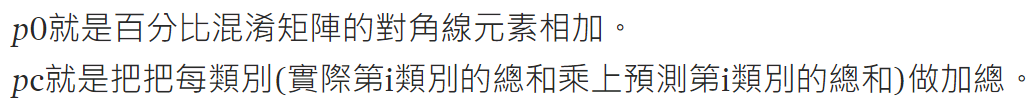 p0就是百分比混淆矩陣的對角線元素相加。
pc就是把把每類別(實際第i類別的總和乘上預測第i類別的總和)做加總。